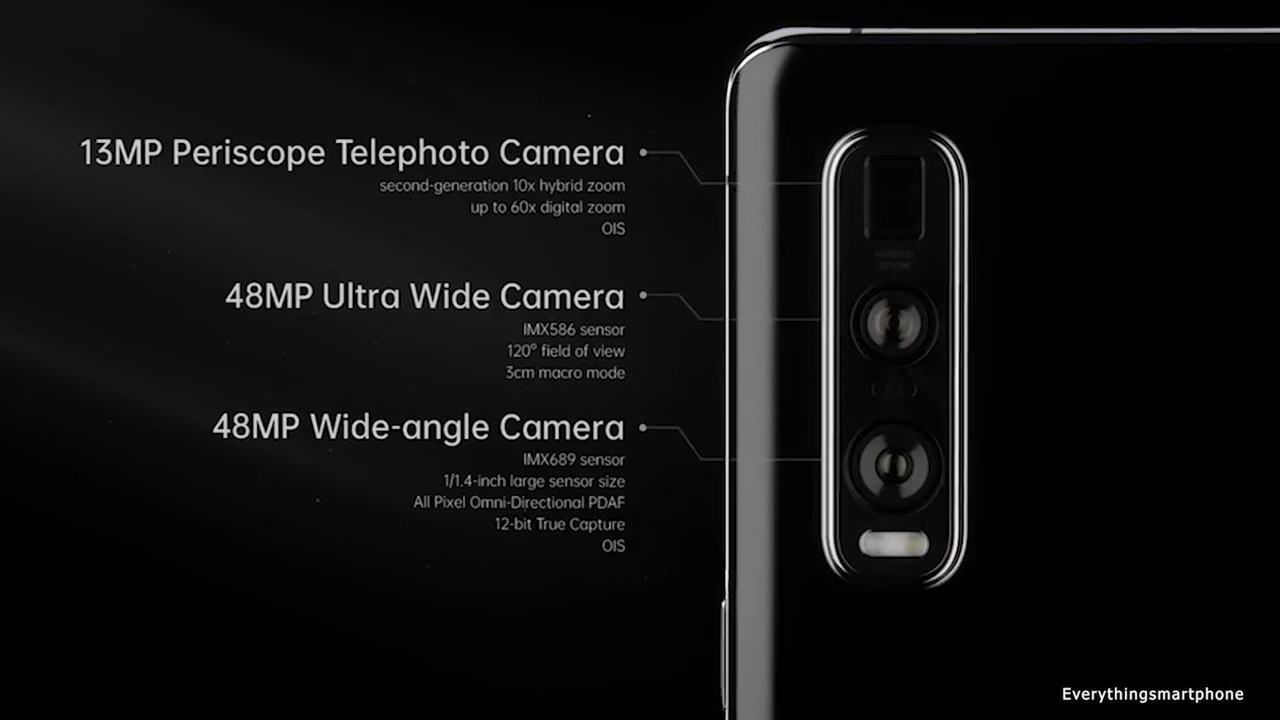 13MP Periscope Telephoto Camera
second-generation 10x hybrid zoom
up to 60x digital zoom
OIS
48MP Ultra Wide Camera
IMX586 sensor
120° field of view
3cm macro mode
48MP Wide-angle Camera
IMX689 sensor
1/1.4-inch large sensor size
All Pixel Omni-Directional PDAF
12-bit True Capture
OIS
Everythingsmartphone